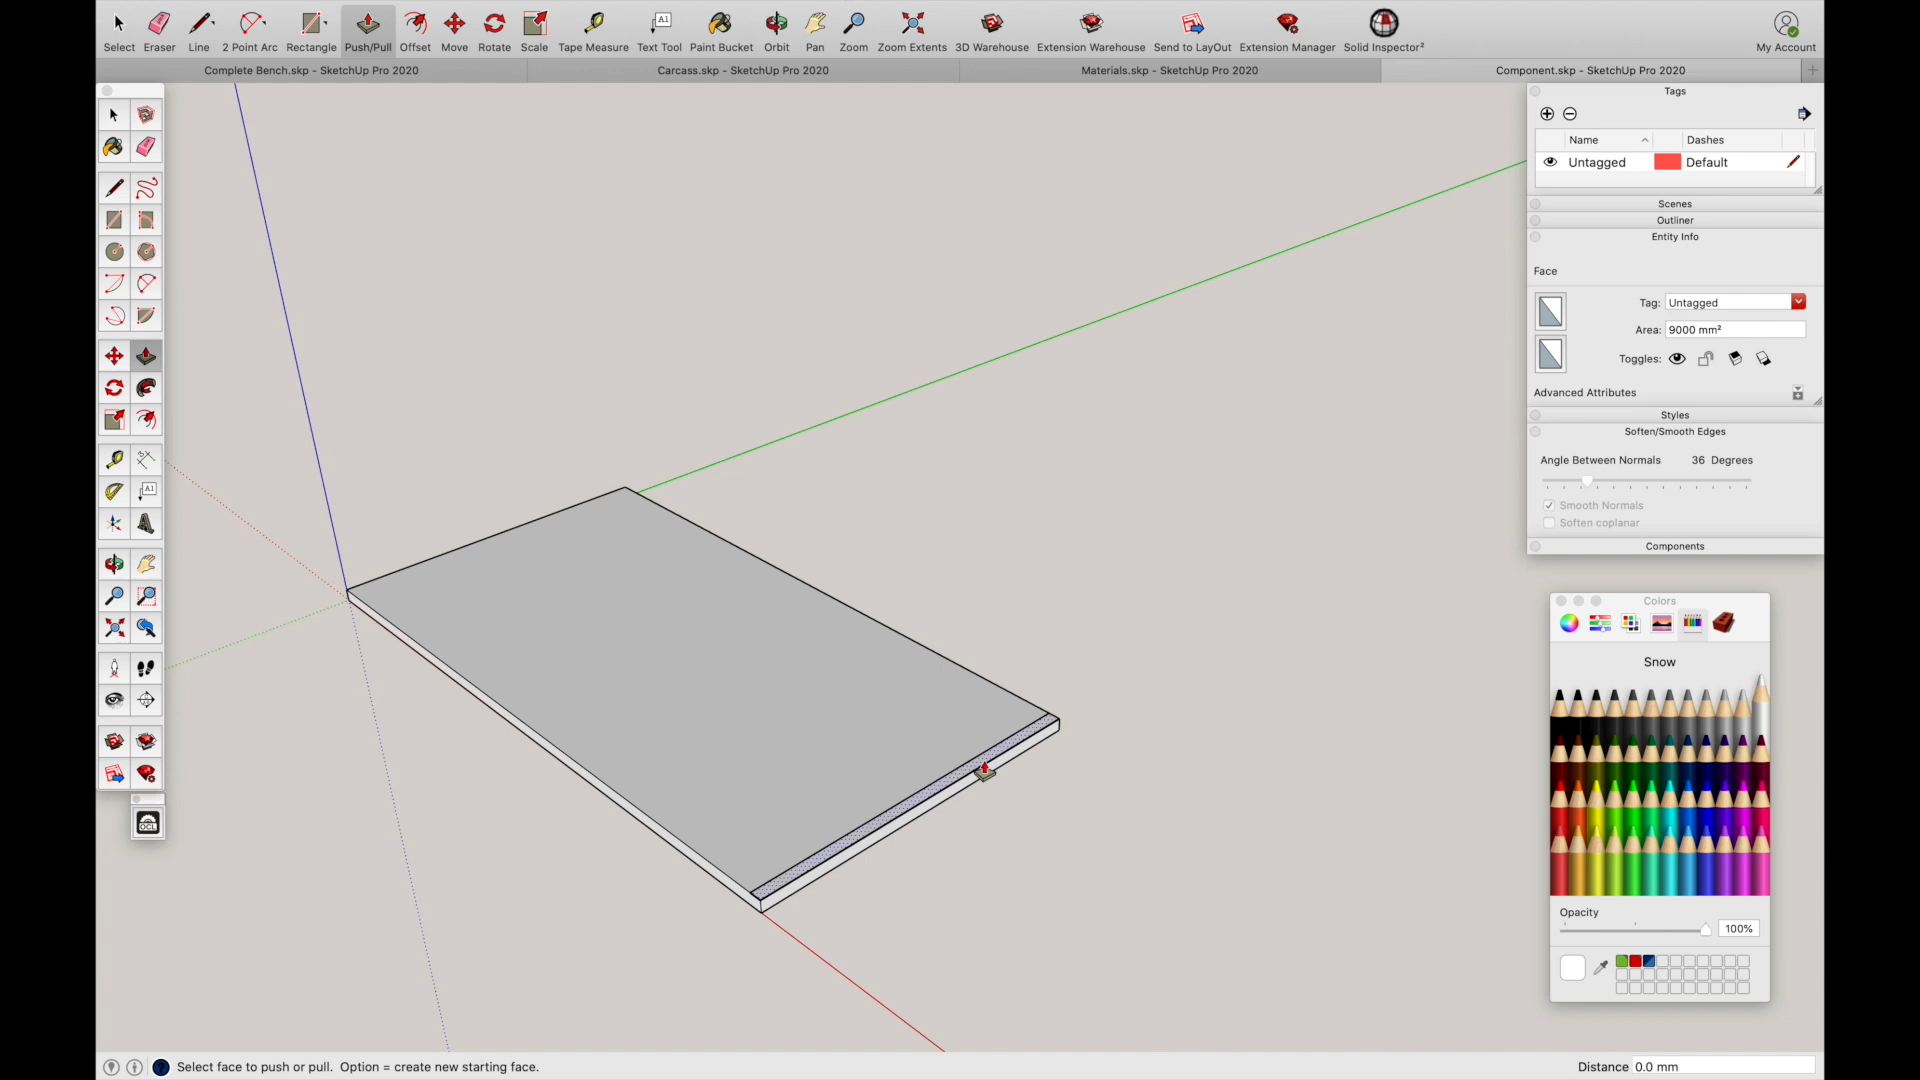 Select Eraser Line 2 Point Arc Rectangle Push/Pull Offset Move Rotate Scale Tape Measure Text Tool Paint Bucket Orbit Pan Zoom Zoom Extents 3D Warehouse Extension Warehouse Send to LayOut Extension Manager Solid Inspector² My Account
Complete Bench.skp - SketchUp Pro 2020 Carcass.skp - SketchUp Pro 2020 Materials.skp - SketchUp Pro 2020 Component.skp - SketchUp Pro 2020
Tags
Name Dashes
Untagged Default
Scenes
Outliner
Entity Info
Face
Tag: Untagged
Area: 9000 mm²
Toggles:
Advanced Attributes
Styles
Soften/Smooth Edges
Angle Between Normals 36 Degrees
Smooth Normals
Soften coplanar
Components
Colors
Snow
Opacity
100%
A1
A1
OCL
Select face to push or pull. Option = create new starting face.
Distance 0.0 mm